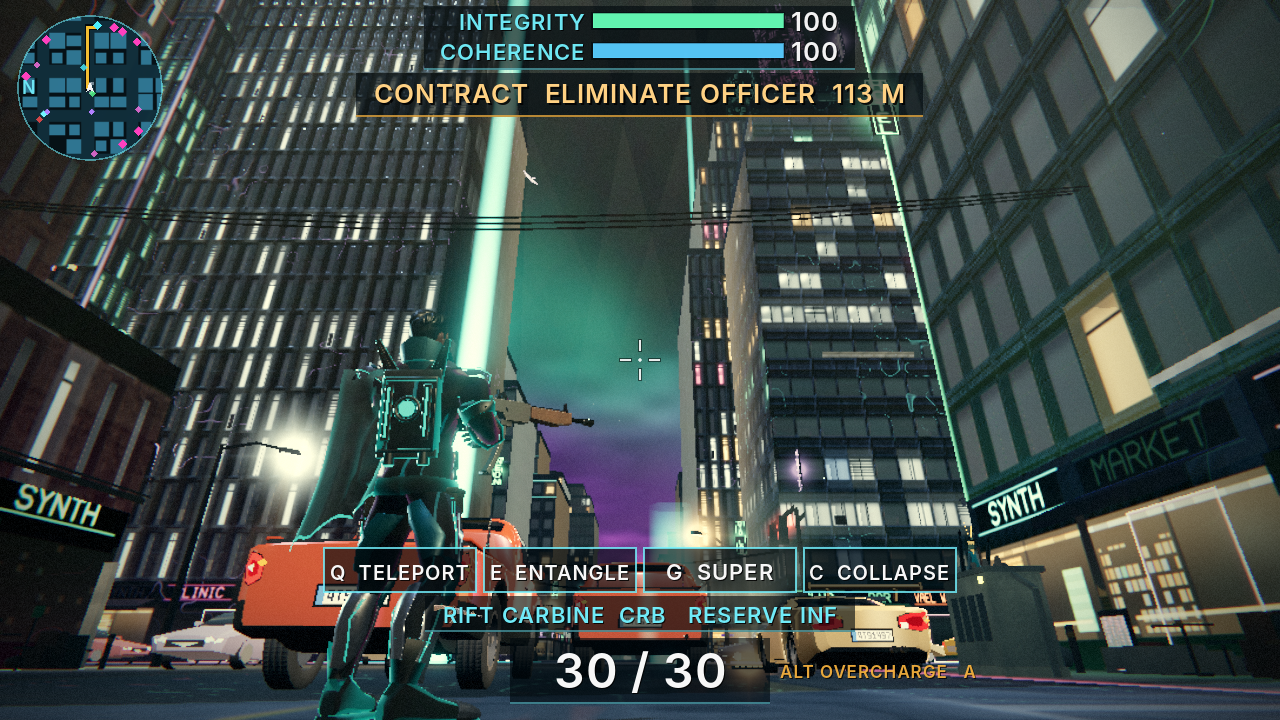 INTEGRITY 100
COHERENCE 100
CONTRACT ELIMINATE OFFICER 113 M
N
SYNTH
MARKET
SYNTH
LINIC
Q TELEPORT
E ENTANGLE
G SUPER
C COLLAPSE
RIFT CARBINE CRB RESERVE INF
30 / 30
ALT OVERCHARGE A